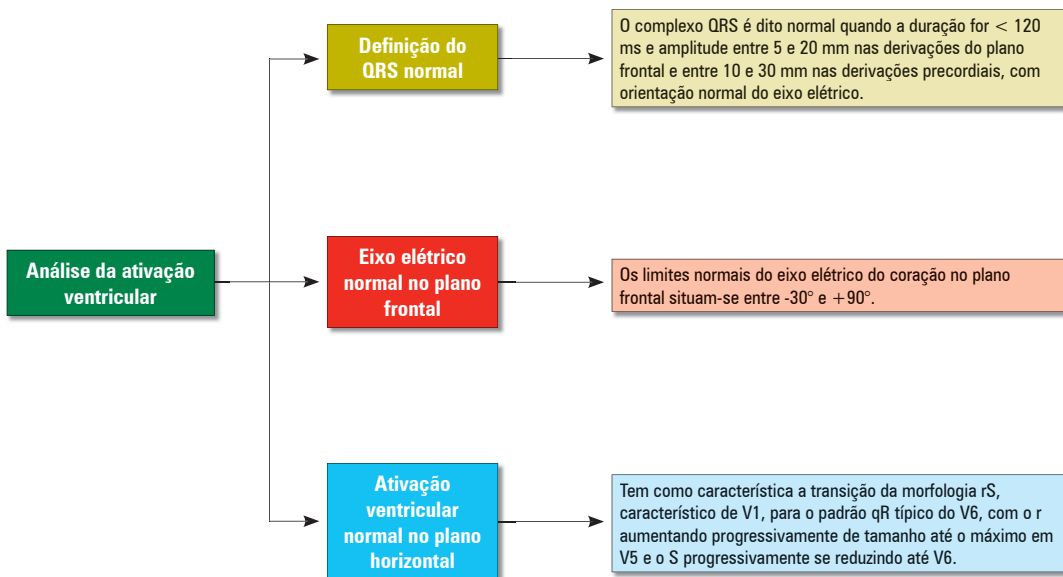 Análise da ativação
ventricular
Definição do
QRS normal
O complexo QRS é dito normal quando a duração for < 120
ms e amplitude entre 5 e 20 mm nas derivações do plano
frontal e entre 10 e 30 mm nas derivações precordiais, com
orientação normal do eixo elétrico.
Eixo elétrico
normal no plano
frontal
Os limites normais do eixo elétrico do coração no plano
frontal situam-se entre -30° e +90°.
Ativação
ventricular
normal no plano
horizontal
Tem como característica a transição da morfologia rS,
característico de V1, para o padrão qR típico do V6, com o r
aumentando progressivamente de tamanho até o máximo em
V5 e o S progressivamente se reduzindo até V6.